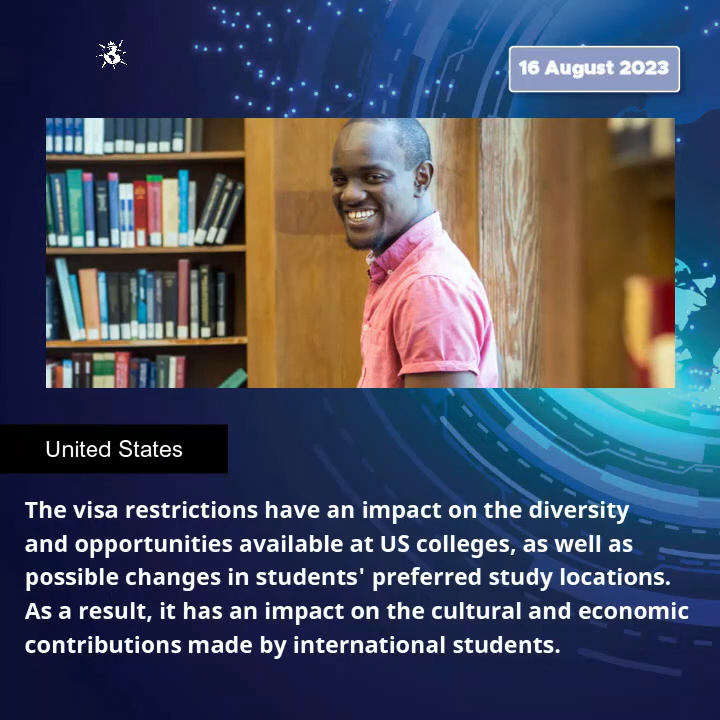 16 August 2023
United States
The visa restrictions have an impact on the diversity
and opportunities available at US colleges, as well as
possible changes in students' preferred study locations.
As a result, it has an impact on the cultural and economic
contributions made by international students.